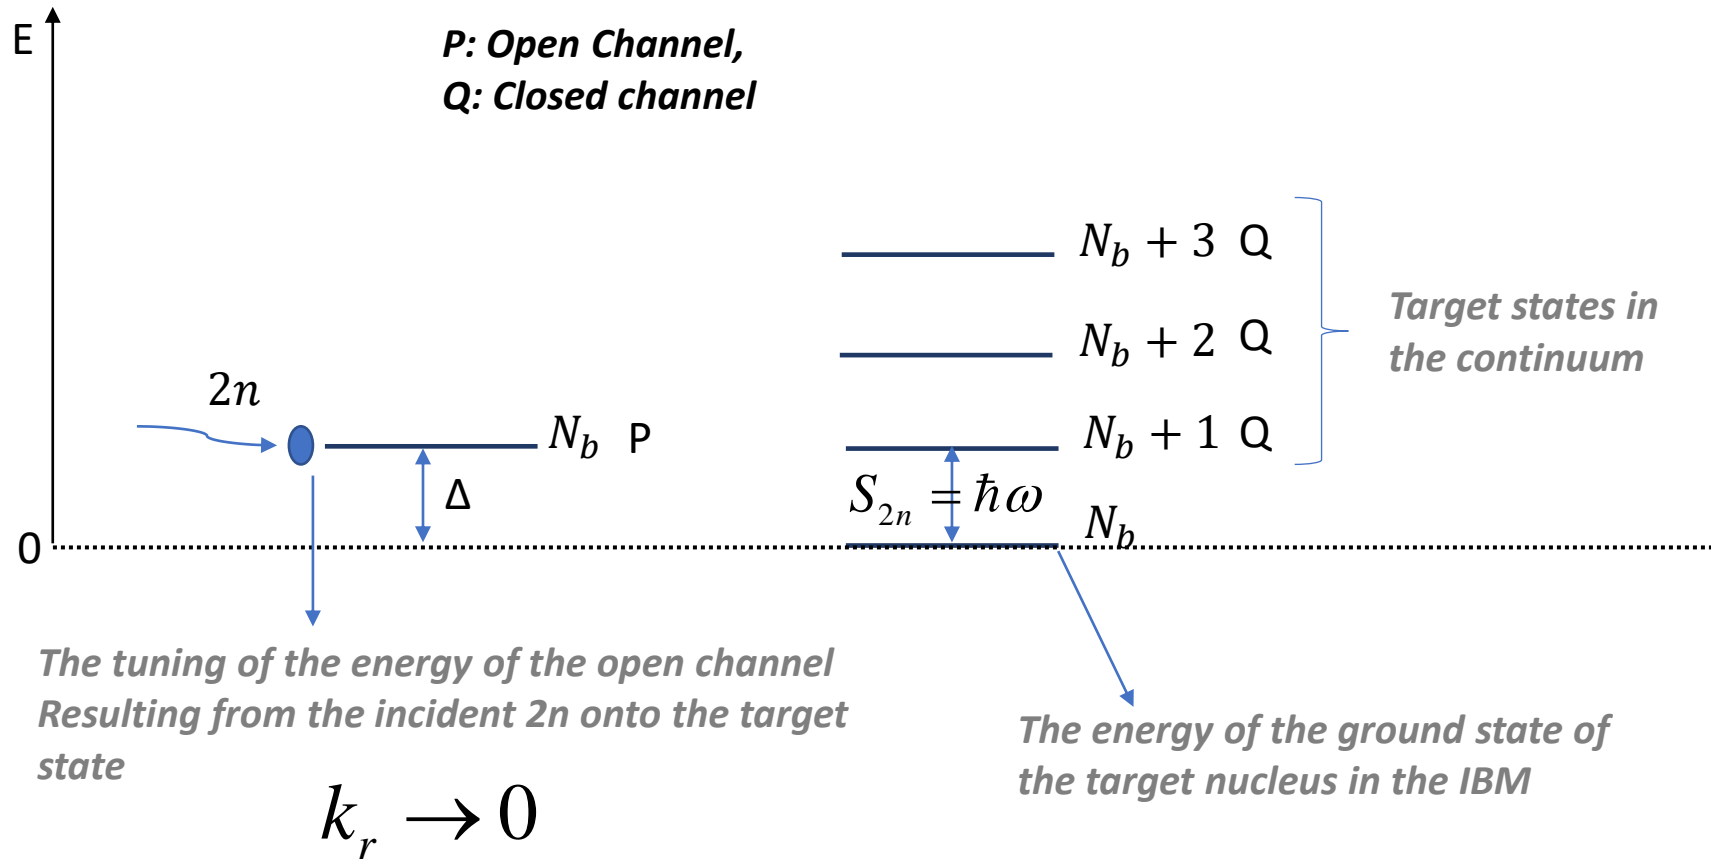 E
P: Open Channel,
Q: Closed channel
N_b + 3 Q
Target states in
the continuum
N_b + 2 Q
2n
N_b P
N_b + 1 Q
Δ
S_{2n} = ħω
N_b
0
The tuning of the energy of the open channel
Resulting from the incident 2n onto the target
state
The energy of the ground state of
the target nucleus in the IBM
k_r → 0